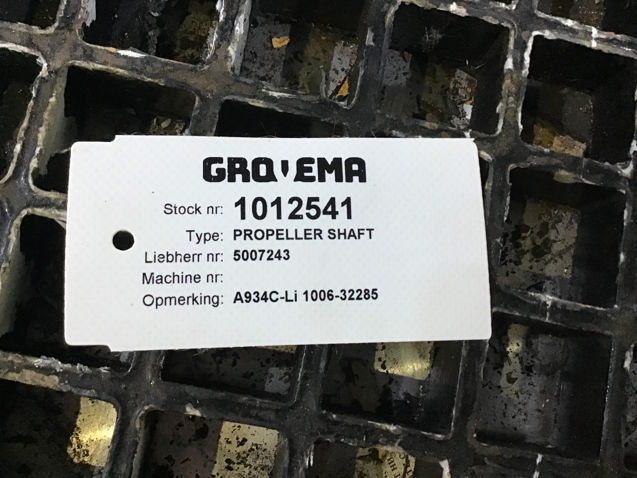 GROVEMA
Stock nr: 1012541
Type: PROPELLER SHAFT
Liebherr nr: 5007243
Machine nr:
Opmerking: A934C-Li 1006-32285